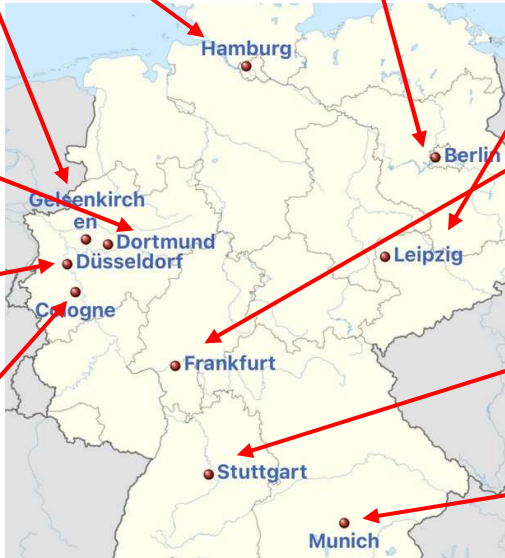 Hamburg
Berlin
Gelsenkirch
en
Dortmund
Leipzig
Düsseldorf
Cologne
Frankfurt
Stuttgart
Munich